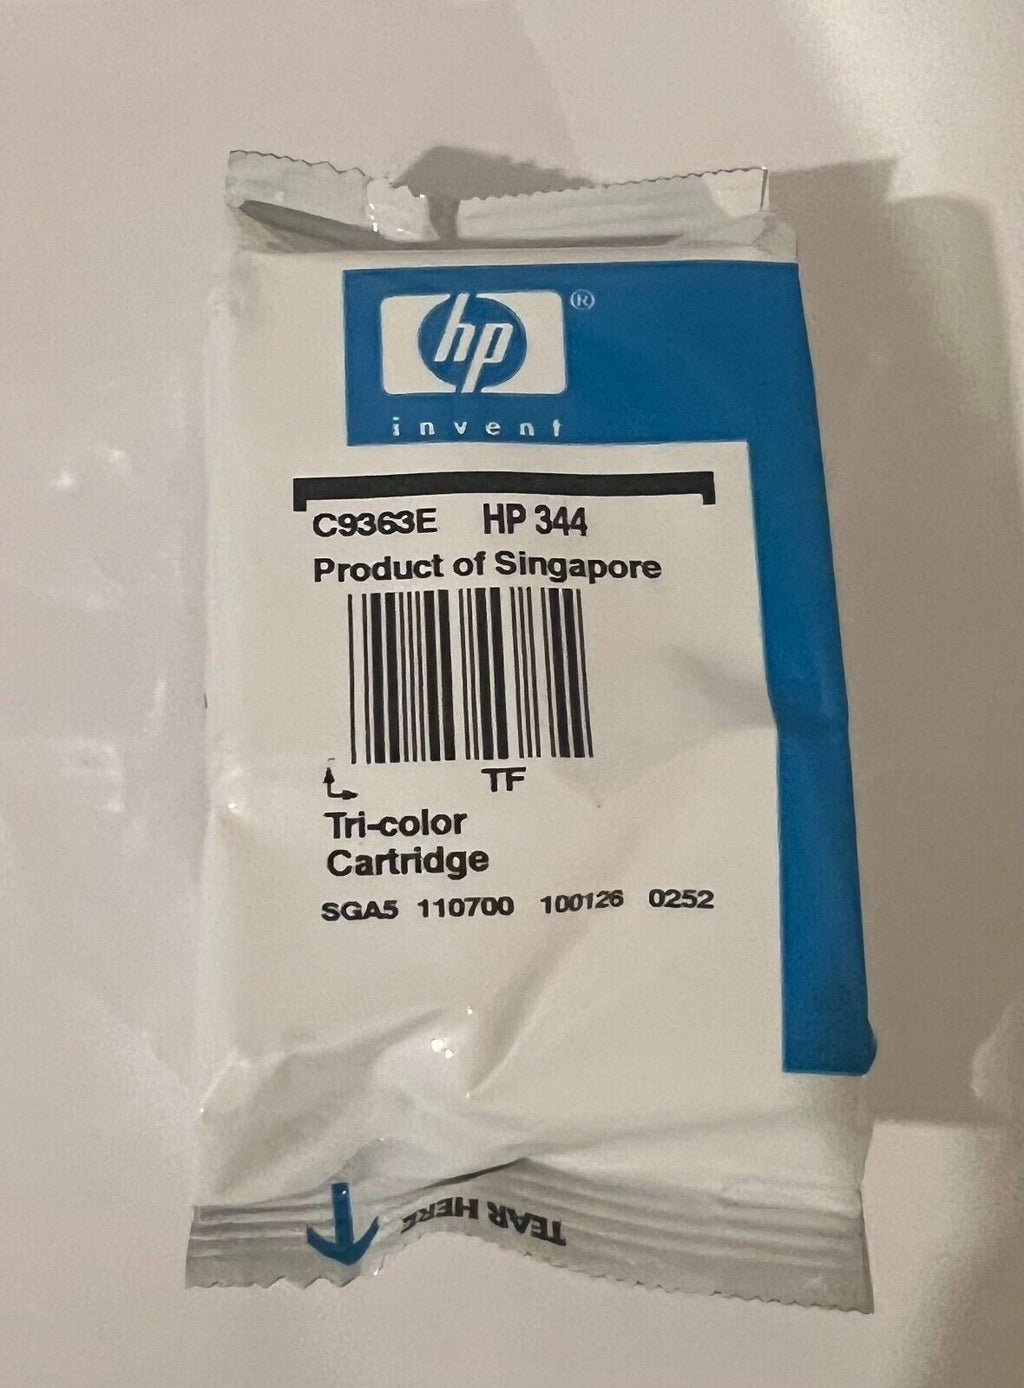 hp ®
invent
C9363E HP 344
Product of Singapore
TF
Tri-color
Cartridge
SGA5 110700 100126 0252
TEAR HERE